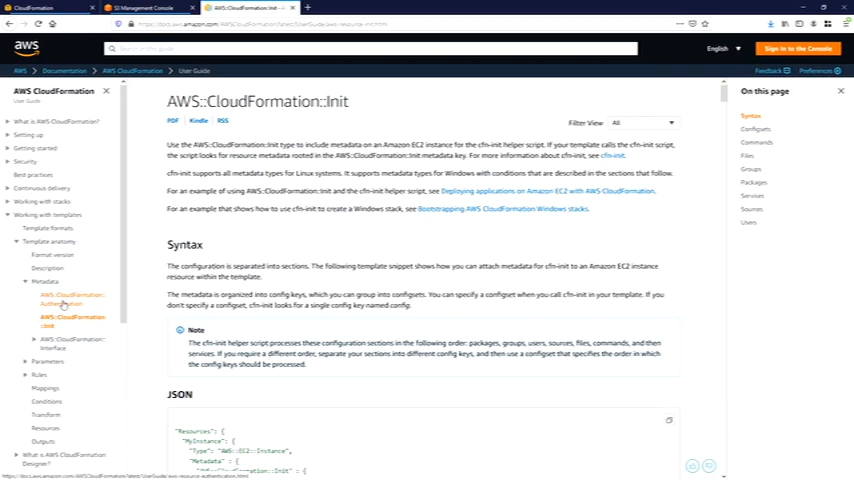 CloudFormation
S3 Management Console
AWS::CloudFormation::Init —
https://docs.aws.amazon.com/AWSCloudFormation/latest/UserGuide/aws-resource-init.html
aws
Search in this guide
English
Sign In to the Console
AWS
Documentation
AWS CloudFormation
User Guide
Feedback
Preferences
AWS CloudFormation
User Guide
What is AWS CloudFormation?
Setting up
Getting started
Security
Best practices
Continuous delivery
Working with stacks
Working with templates
Template formats
Template anatomy
Format version
Description
Metadata
AWS::CloudFormation::
Authentication
AWS::CloudFormation
::Init
AWS::CloudFormation::
Interface
Parameters
Rules
Mappings
Conditions
Transform
Resources
Outputs
What is AWS CloudFormation
Designer?
AWS::CloudFormation::Init
PDF
Kindle
RSS
Filter View
All
Use the AWS::CloudFormation::Init type to include metadata on an Amazon EC2 instance for the cfn-init helper script. If your template calls the cfn-init script,
the script looks for resource metadata rooted in the AWS::CloudFormation::Init metadata key. For more information about cfn-init, see cfn-init.
cfn-init supports all metadata types for Linux systems. It supports metadata types for Windows with conditions that are described in the sections that follow.
For an example of using AWS::CloudFormation::Init and the cfn-init helper script, see Deploying applications on Amazon EC2 with AWS CloudFormation.
For an example that shows how to use cfn-init to create a Windows stack, see Bootstrapping AWS CloudFormation Windows stacks.
Syntax
The configuration is separated into sections. The following template snippet shows how you can attach metadata for cfn-init to an Amazon EC2 instance
resource within the template.
The metadata is organized into config keys, which you can group into configsets. You can specify a configset when you call cfn-init in your template. If you
don't specify a configset, cfn-init looks for a single config key named config.
Note
The cfn-init helper script processes these configuration sections in the following order: packages, groups, users, sources, files, commands, and then
services. If you require a different order, separate your sections into different config keys, and then use a configset that specifies the order in which
the config keys should be processed.
JSON
"Resources": {
"MyInstance": {
"Type": "AWS::EC2::Instance",
"Metadata" : {
"AWS::CloudFormation::Init" : {
On this page
Syntax
Configsets
Commands
Files
Groups
Packages
Services
Sources
Users
https://docs.aws.amazon.com/AWSCloudFormation/latest/UserGuide/aws-resource-authentication.html